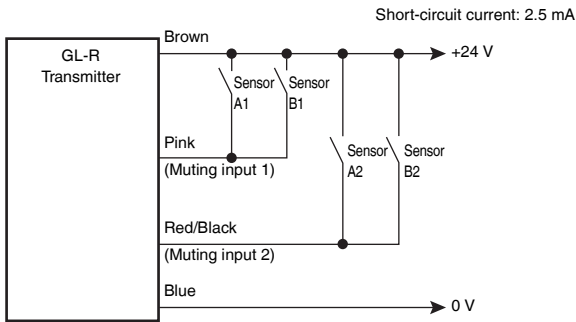 Short-circuit current: 2.5 mA
GL-R
Transmitter
Brown
+24 V
Sensor
A1
Sensor
B1
Pink
(Muting input 1)
Sensor
A2
Sensor
B2
Red/Black
(Muting input 2)
Blue
0 V